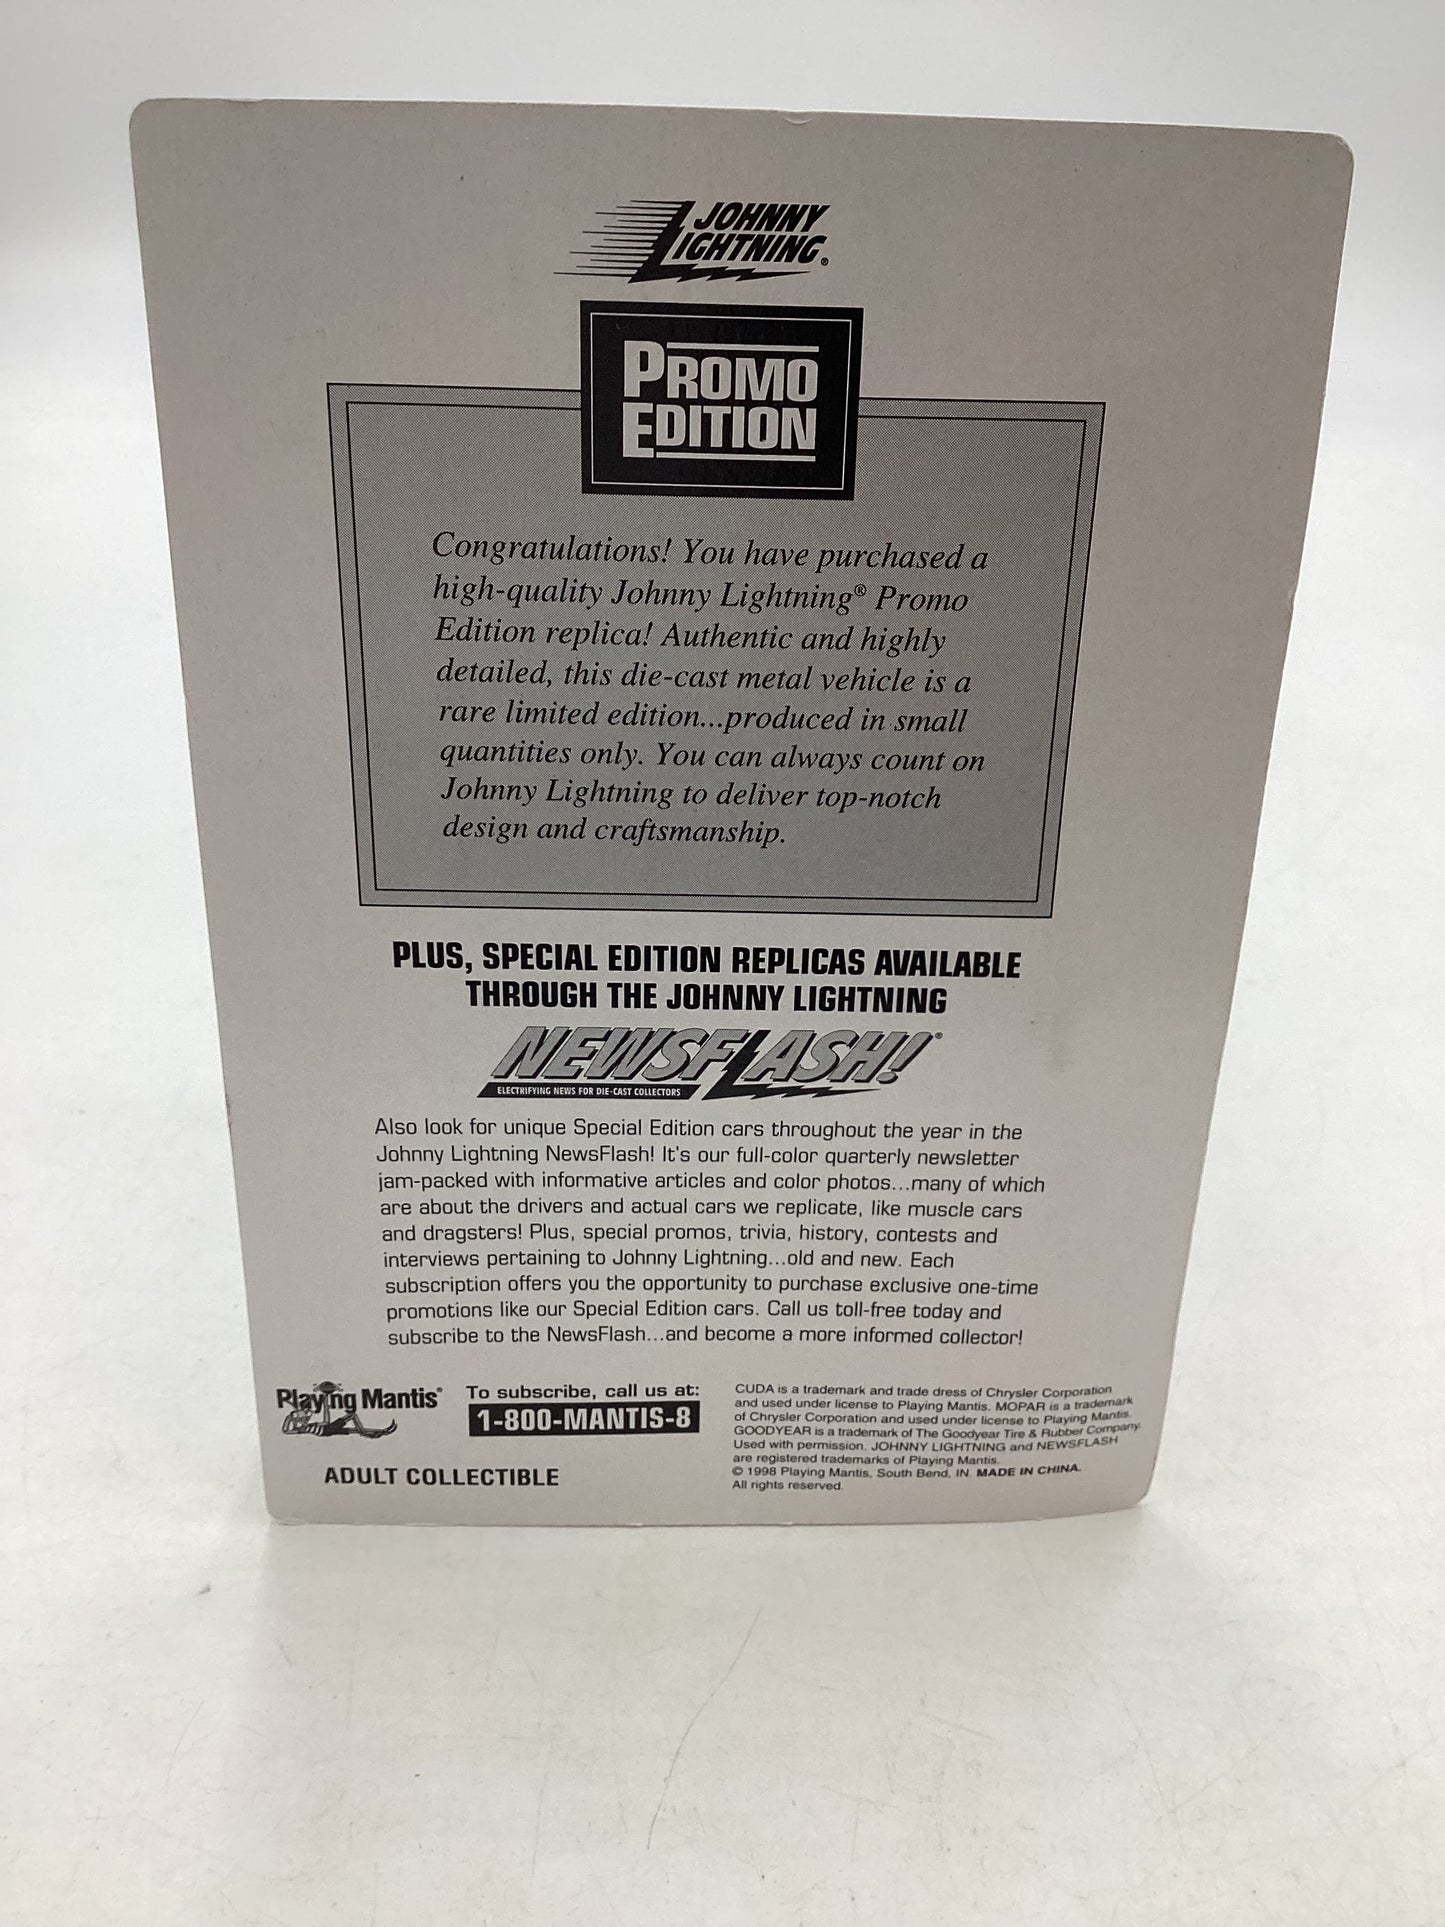 JOHNNY
LIGHTNING®
PROMO
EDITION
Congratulations! You have purchased a
high-quality Johnny Lightning® Promo
Edition replica! Authentic and highly
detailed, this die-cast metal vehicle is a
rare limited edition...produced in small
quantities only. You can always count on
Johnny Lightning to deliver top-notch
design and craftsmanship.
PLUS, SPECIAL EDITION REPLICAS AVAILABLE
THROUGH THE JOHNNY LIGHTNING
NEWSFLASH!®
ELECTRIFYING NEWS FOR DIE-CAST COLLECTORS
Also look for unique Special Edition cars throughout the year in the
Johnny Lightning NewsFlash! It's our full-color quarterly newsletter
jam-packed with informative articles and color photos...many of which
are about the drivers and actual cars we replicate, like muscle cars
and dragsters! Plus, special promos, trivia, history, contests and
interviews pertaining to Johnny Lightning...old and new. Each
subscription offers you the opportunity to purchase exclusive one-time
promotions like our Special Edition cars. Call us toll-free today and
subscribe to the NewsFlash...and become a more informed collector!
Playing Mantis®
To subscribe, call us at:
1-800-MANTIS-8
ADULT COLLECTIBLE
CUDA is a trademark and trade dress of Chrysler Corporation
and used under license to Playing Mantis. MOPAR is a trademark
of Chrysler Corporation and used under license to Playing Mantis.
GOODYEAR is a trademark of The Goodyear Tire & Rubber Company.
Used with permission. JOHNNY LIGHTNING and NEWSFLASH
are registered trademarks of Playing Mantis.
© 1998 Playing Mantis, South Bend, IN. MADE IN CHINA.
All rights reserved.